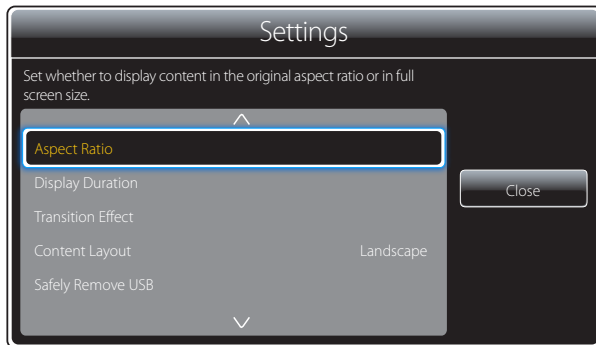 Settings
Set whether to display content in the original aspect ratio or in full
screen size.
Aspect Ratio
Display Duration
Close
Transition Effect
Content Layout Landscape
Safely Remove USB